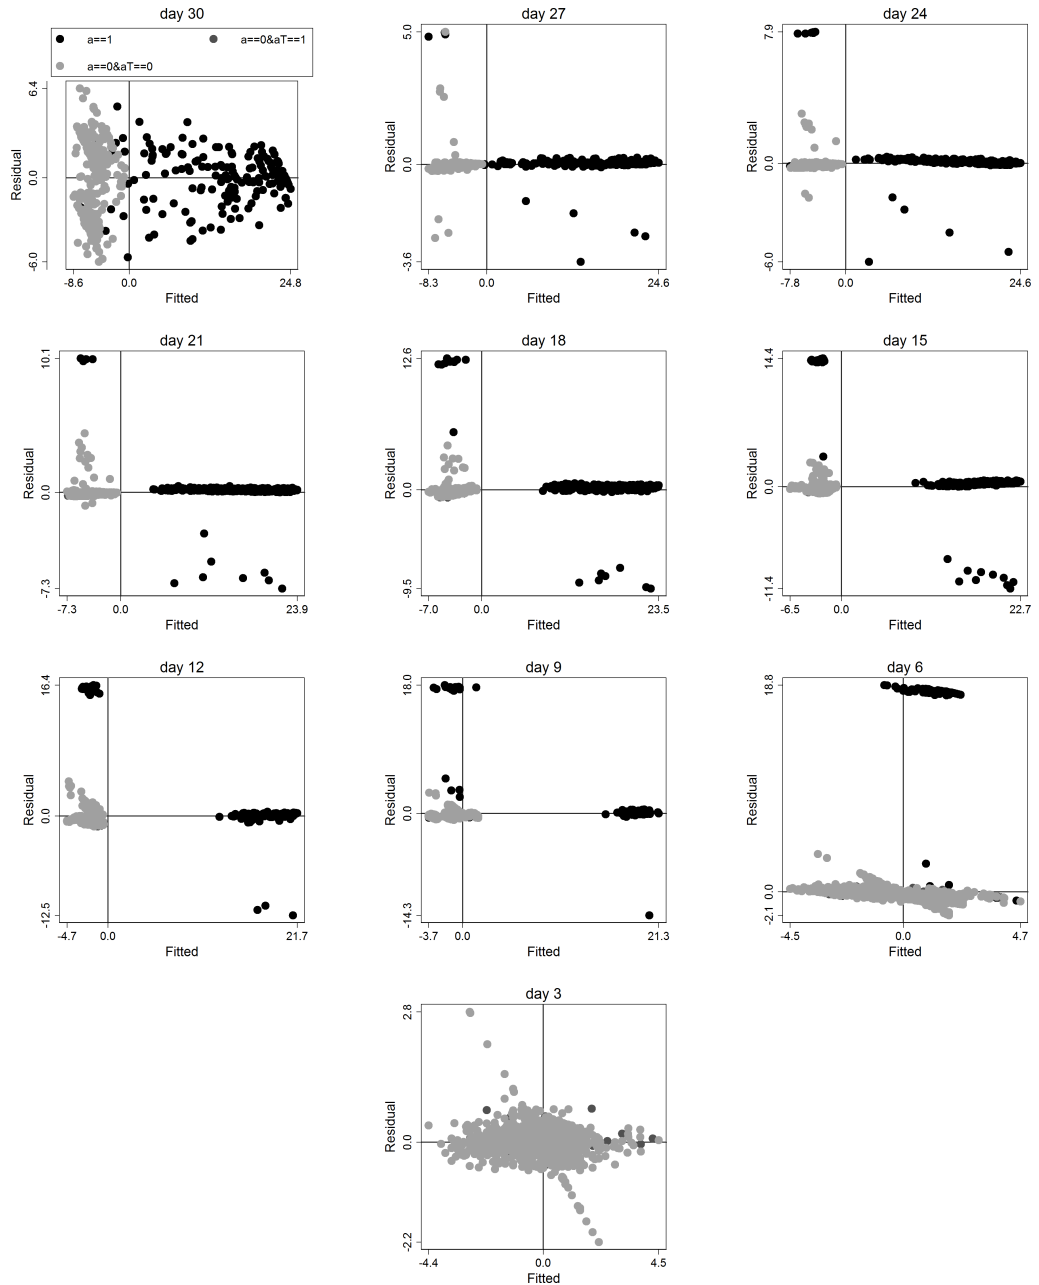 day 30
a==1
a==0&aT==1
a==0&aT==0
Residual
6.4
0.0
-6.0
-8.6
0.0
24.8
Fitted
day 27
Residual
5.0
0.0
-3.6
-8.3
0.0
24.6
Fitted
day 24
Residual
7.9
0.0
-6.0
-7.8
0.0
24.6
Fitted
day 21
Residual
10.1
0.0
-7.3
-7.3
0.0
23.9
Fitted
day 18
Residual
12.6
0.0
-9.5
-7.0
0.0
23.5
Fitted
day 15
Residual
14.4
0.0
-11.4
-6.5
0.0
22.7
Fitted
day 12
Residual
16.4
0.0
-12.5
-4.7
0.0
21.7
Fitted
day 9
Residual
18.0
0.0
-14.3
-3.7
0.0
21.3
Fitted
day 6
Residual
18.8
0.0
-2.1
-4.5
0.0
4.7
Fitted
day 3
Residual
2.8
0.0
-2.2
-4.4
0.0
4.5
Fitted